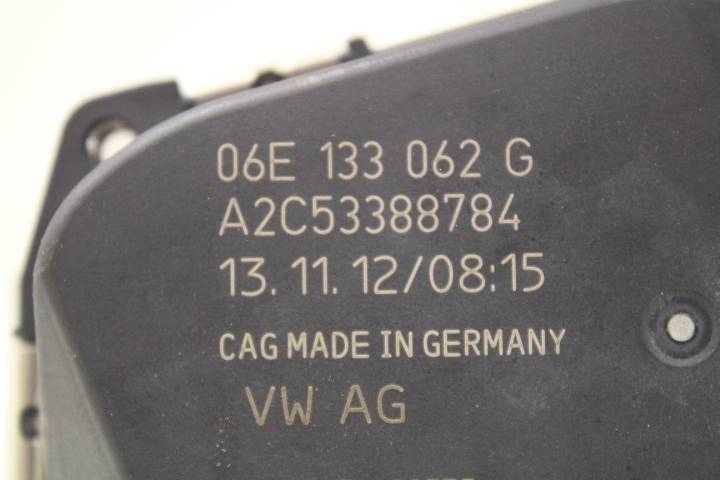 06E 133 062 G
A2C53388784
13.11.12/08:15
CAG MADE IN GERMANY
VW AG